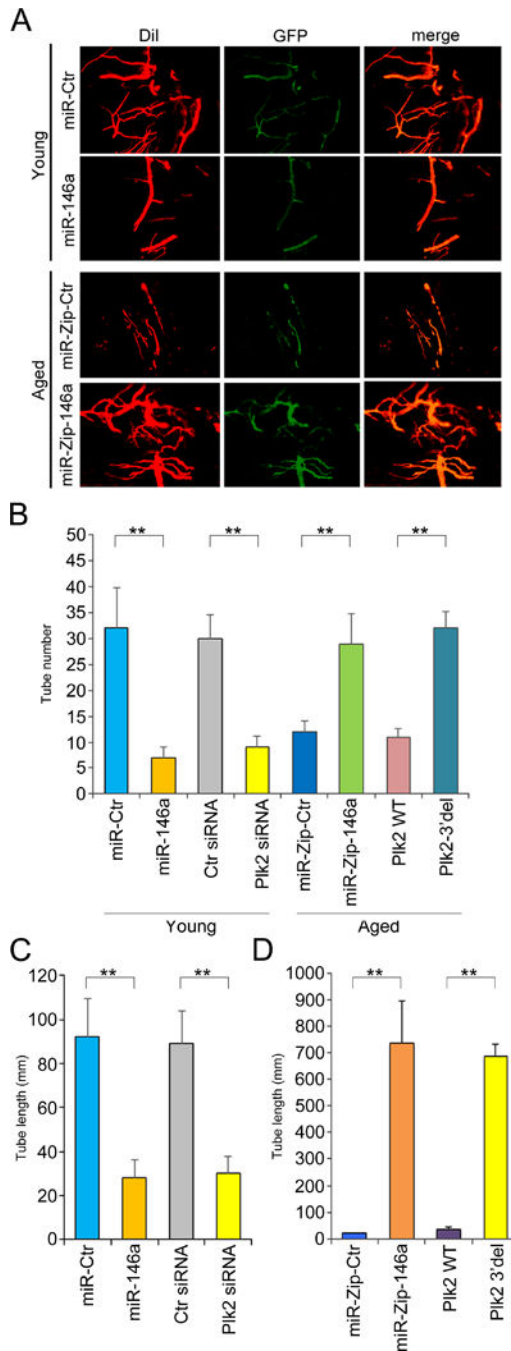 A
DiI GFP merge
Young
miR-Ctr
miR-146a
Aged
miR-Zip-Ctr
miR-Zip-146a
B
** ** ** **
Tube number
50
45
40
35
30
25
20
15
10
5
0
miR-Ctr
miR-146a
Ctr siRNA
Plk2 siRNA
miR-Zip-Ctr
miR-Zip-146a
Plk2 WT
Plk2-3'del
Young Aged
C
** **
Tube length (mm)
120
100
80
60
40
20
0
miR-Ctr
miR-146a
Ctr siRNA
Plk2 siRNA
D
** **
Tube length (mm)
1000
900
800
700
600
500
400
300
200
100
0
miR-Zip-Ctr
miR-Zip-146a
Plk2 WT
Plk2 3'del